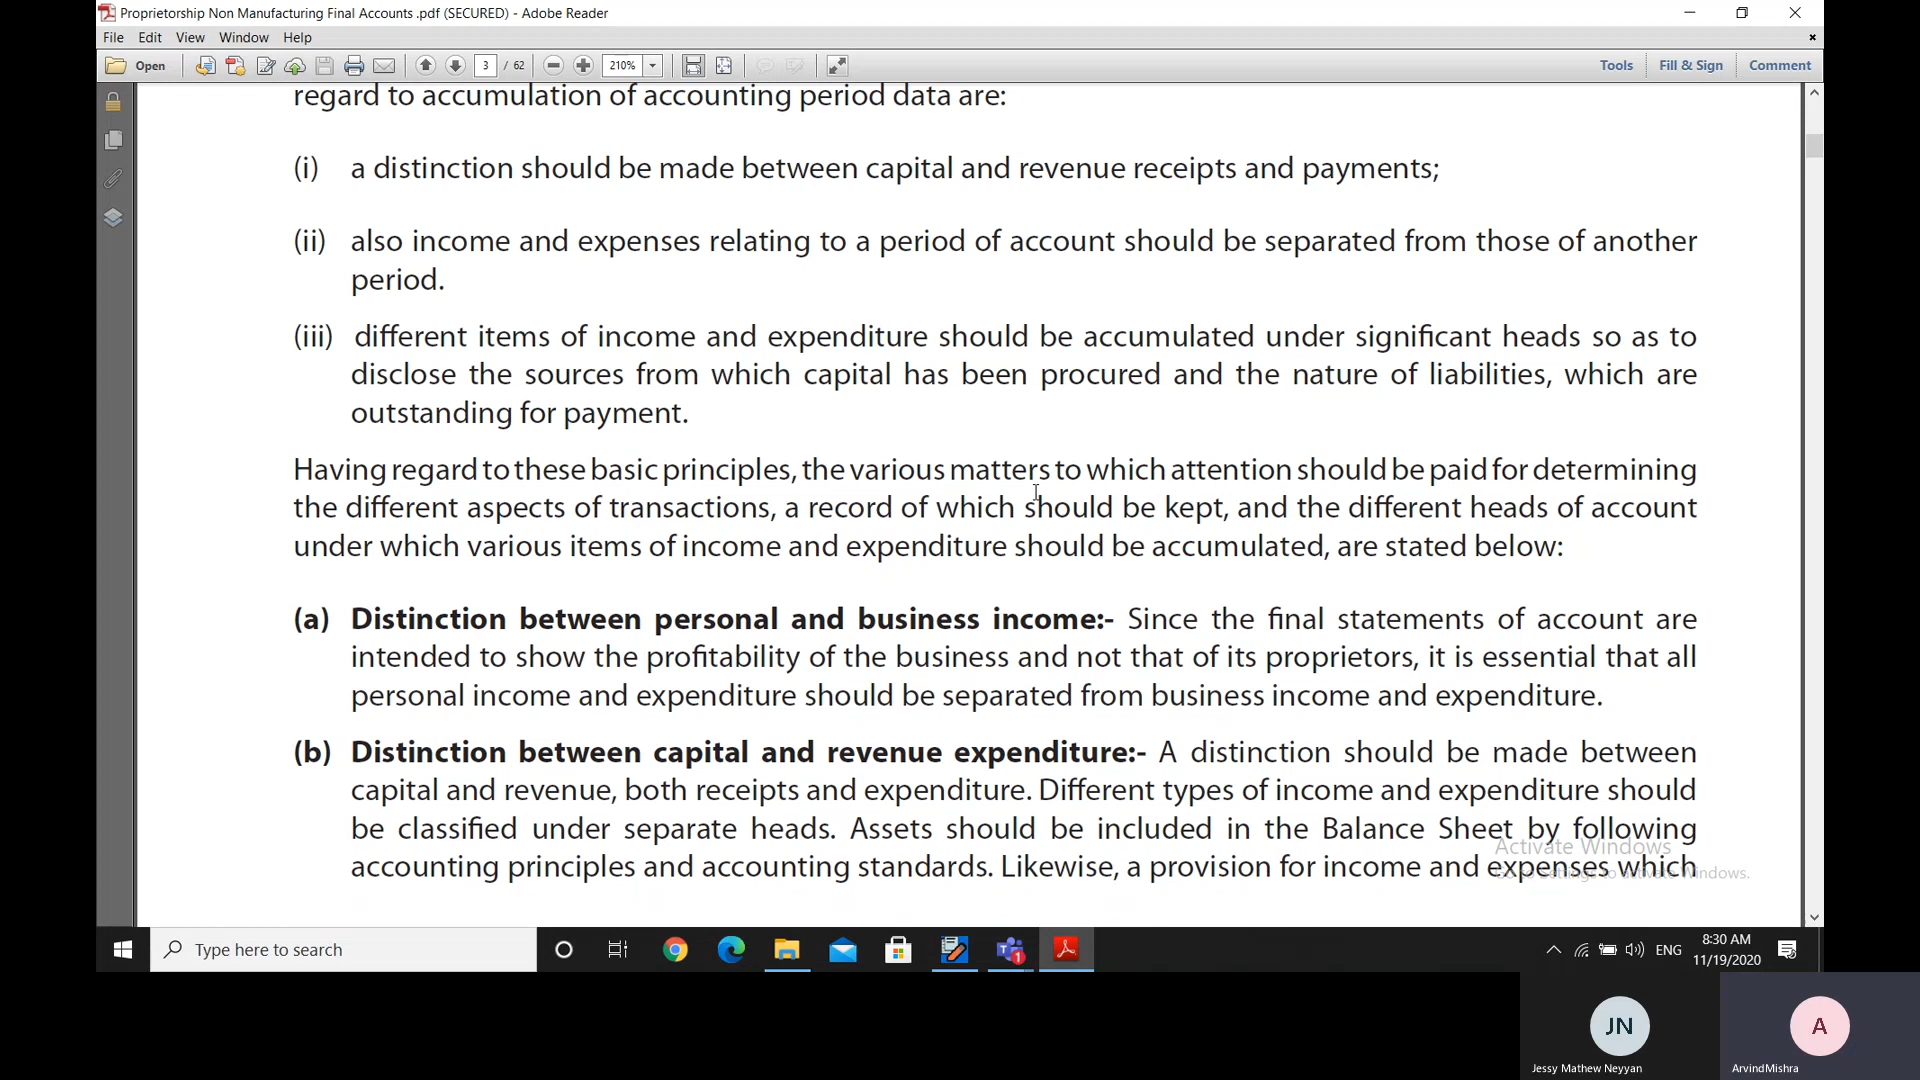 Proprietorship Non Manufacturing Final Accounts .pdf (SECURED) - Adobe Reader
File Edit View Window Help
Open 3 / 62 210% Tools Fill & Sign Comment
regard to accumulation of accounting period data are:
(i) a distinction should be made between capital and revenue receipts and payments;
(ii) also income and expenses relating to a period of account should be separated from those of another
period.
(iii) different items of income and expenditure should be accumulated under significant heads so as to
disclose the sources from which capital has been procured and the nature of liabilities, which are
outstanding for payment.
Having regard to these basic principles, the various matters to which attention should be paid for determining
the different aspects of transactions, a record of which should be kept, and the different heads of account
under which various items of income and expenditure should be accumulated, are stated below:
(a) Distinction between personal and business income:- Since the final statements of account are
intended to show the profitability of the business and not that of its proprietors, it is essential that all
personal income and expenditure should be separated from business income and expenditure.
(b) Distinction between capital and revenue expenditure:- A distinction should be made between
capital and revenue, both receipts and expenditure. Different types of income and expenditure should
be classified under separate heads. Assets should be included in the Balance Sheet by following
Activate Windows
accounting principles and accounting standards. Likewise, a provision for income and expenses which
Go to Settings to activate Windows.
Type here to search
1
ENG
8:30 AM
11/19/2020
JN
A
Jessy Mathew Neyyan
ArvindMishra